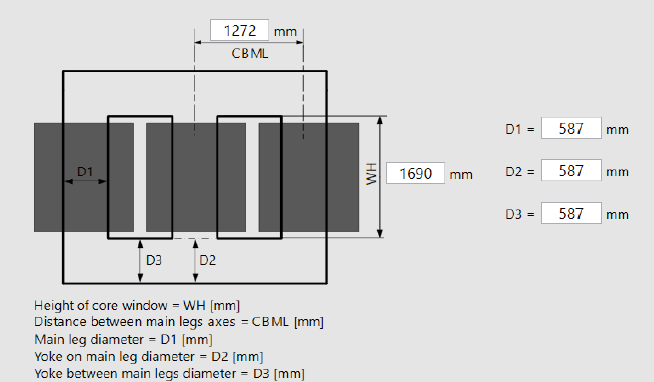 1272 mm
CBML
D1
WH
1690 mm
D3
D2
D1 = 587 mm
D2 = 587 mm
D3 = 587 mm
Height of core window = WH [mm]
Distance between main legs axes = CBML [mm]
Main leg diameter = D1 [mm]
Yoke on main leg diameter = D2 [mm]
Yoke between main legs diameter = D3 [mm]